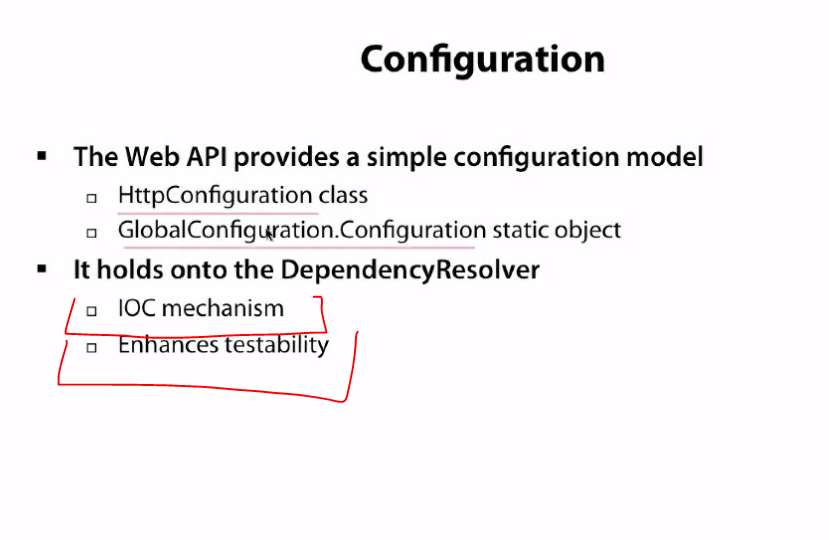 Configuration
▪ The Web API provides a simple configuration model
▫ HttpConfiguration class
▫ GlobalConfiguration.Configuration static object
▪ It holds onto the DependencyResolver
▫ IOC mechanism
▫ Enhances testability